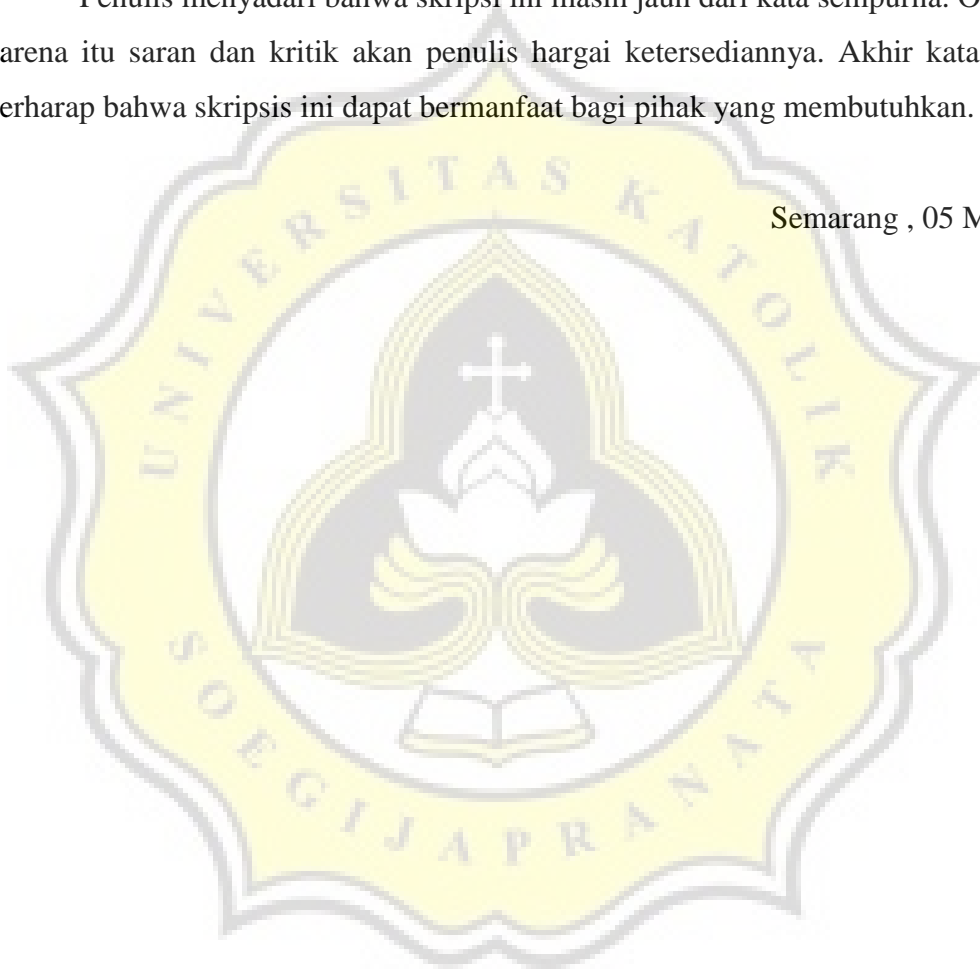 Penulis menyadari bahwa skripsi ini masih jauh dari kata sempurna. O
arena itu saran dan kritik akan penulis hargai ketersediannya. Akhir kata
erharap bahwa skripsis ini dapat bermanfaat bagi pihak yang membutuhkan.
Semarang , 05 M
UNIVERSITAS KATOLIK
SOEGIJAPRANATA